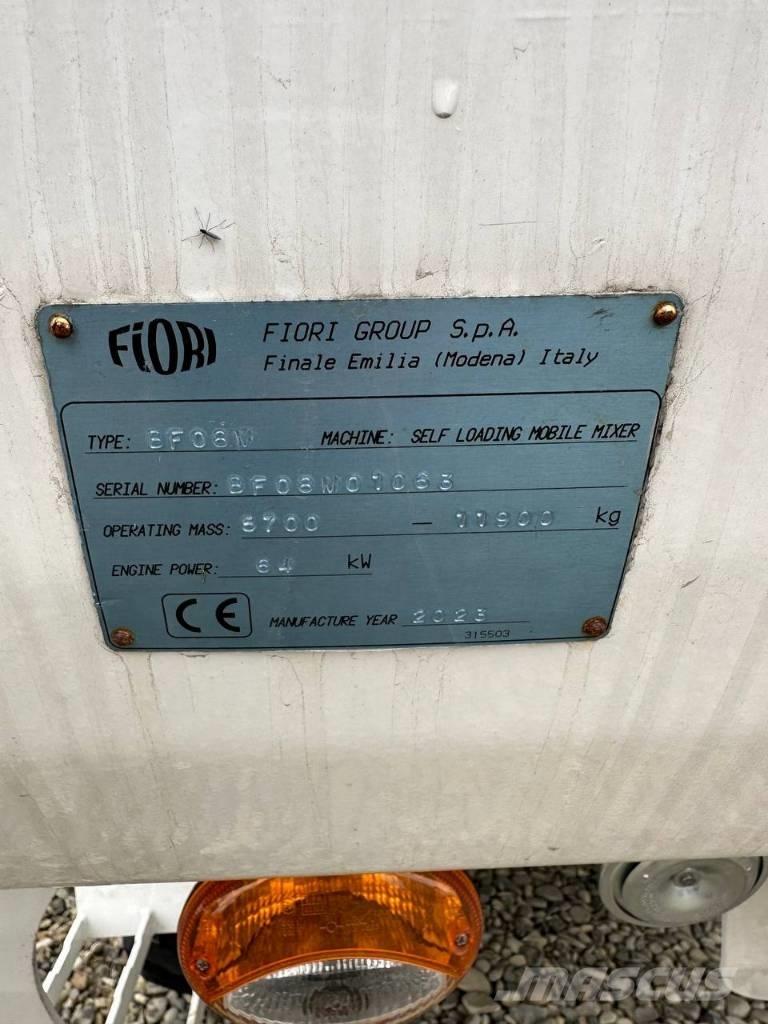 FIORI FIORI GROUP S.p.A.
Finale Emilia (Modena) Italy
TYPE: BF08M MACHINE: SELF LOADING MOBILE MIXER
SERIAL NUMBER: BF08M01063
OPERATING MASS: 5700 — 11900 kg
ENGINE POWER: 64 kW
CE MANUFACTURE YEAR 2023
315503
MASCUS